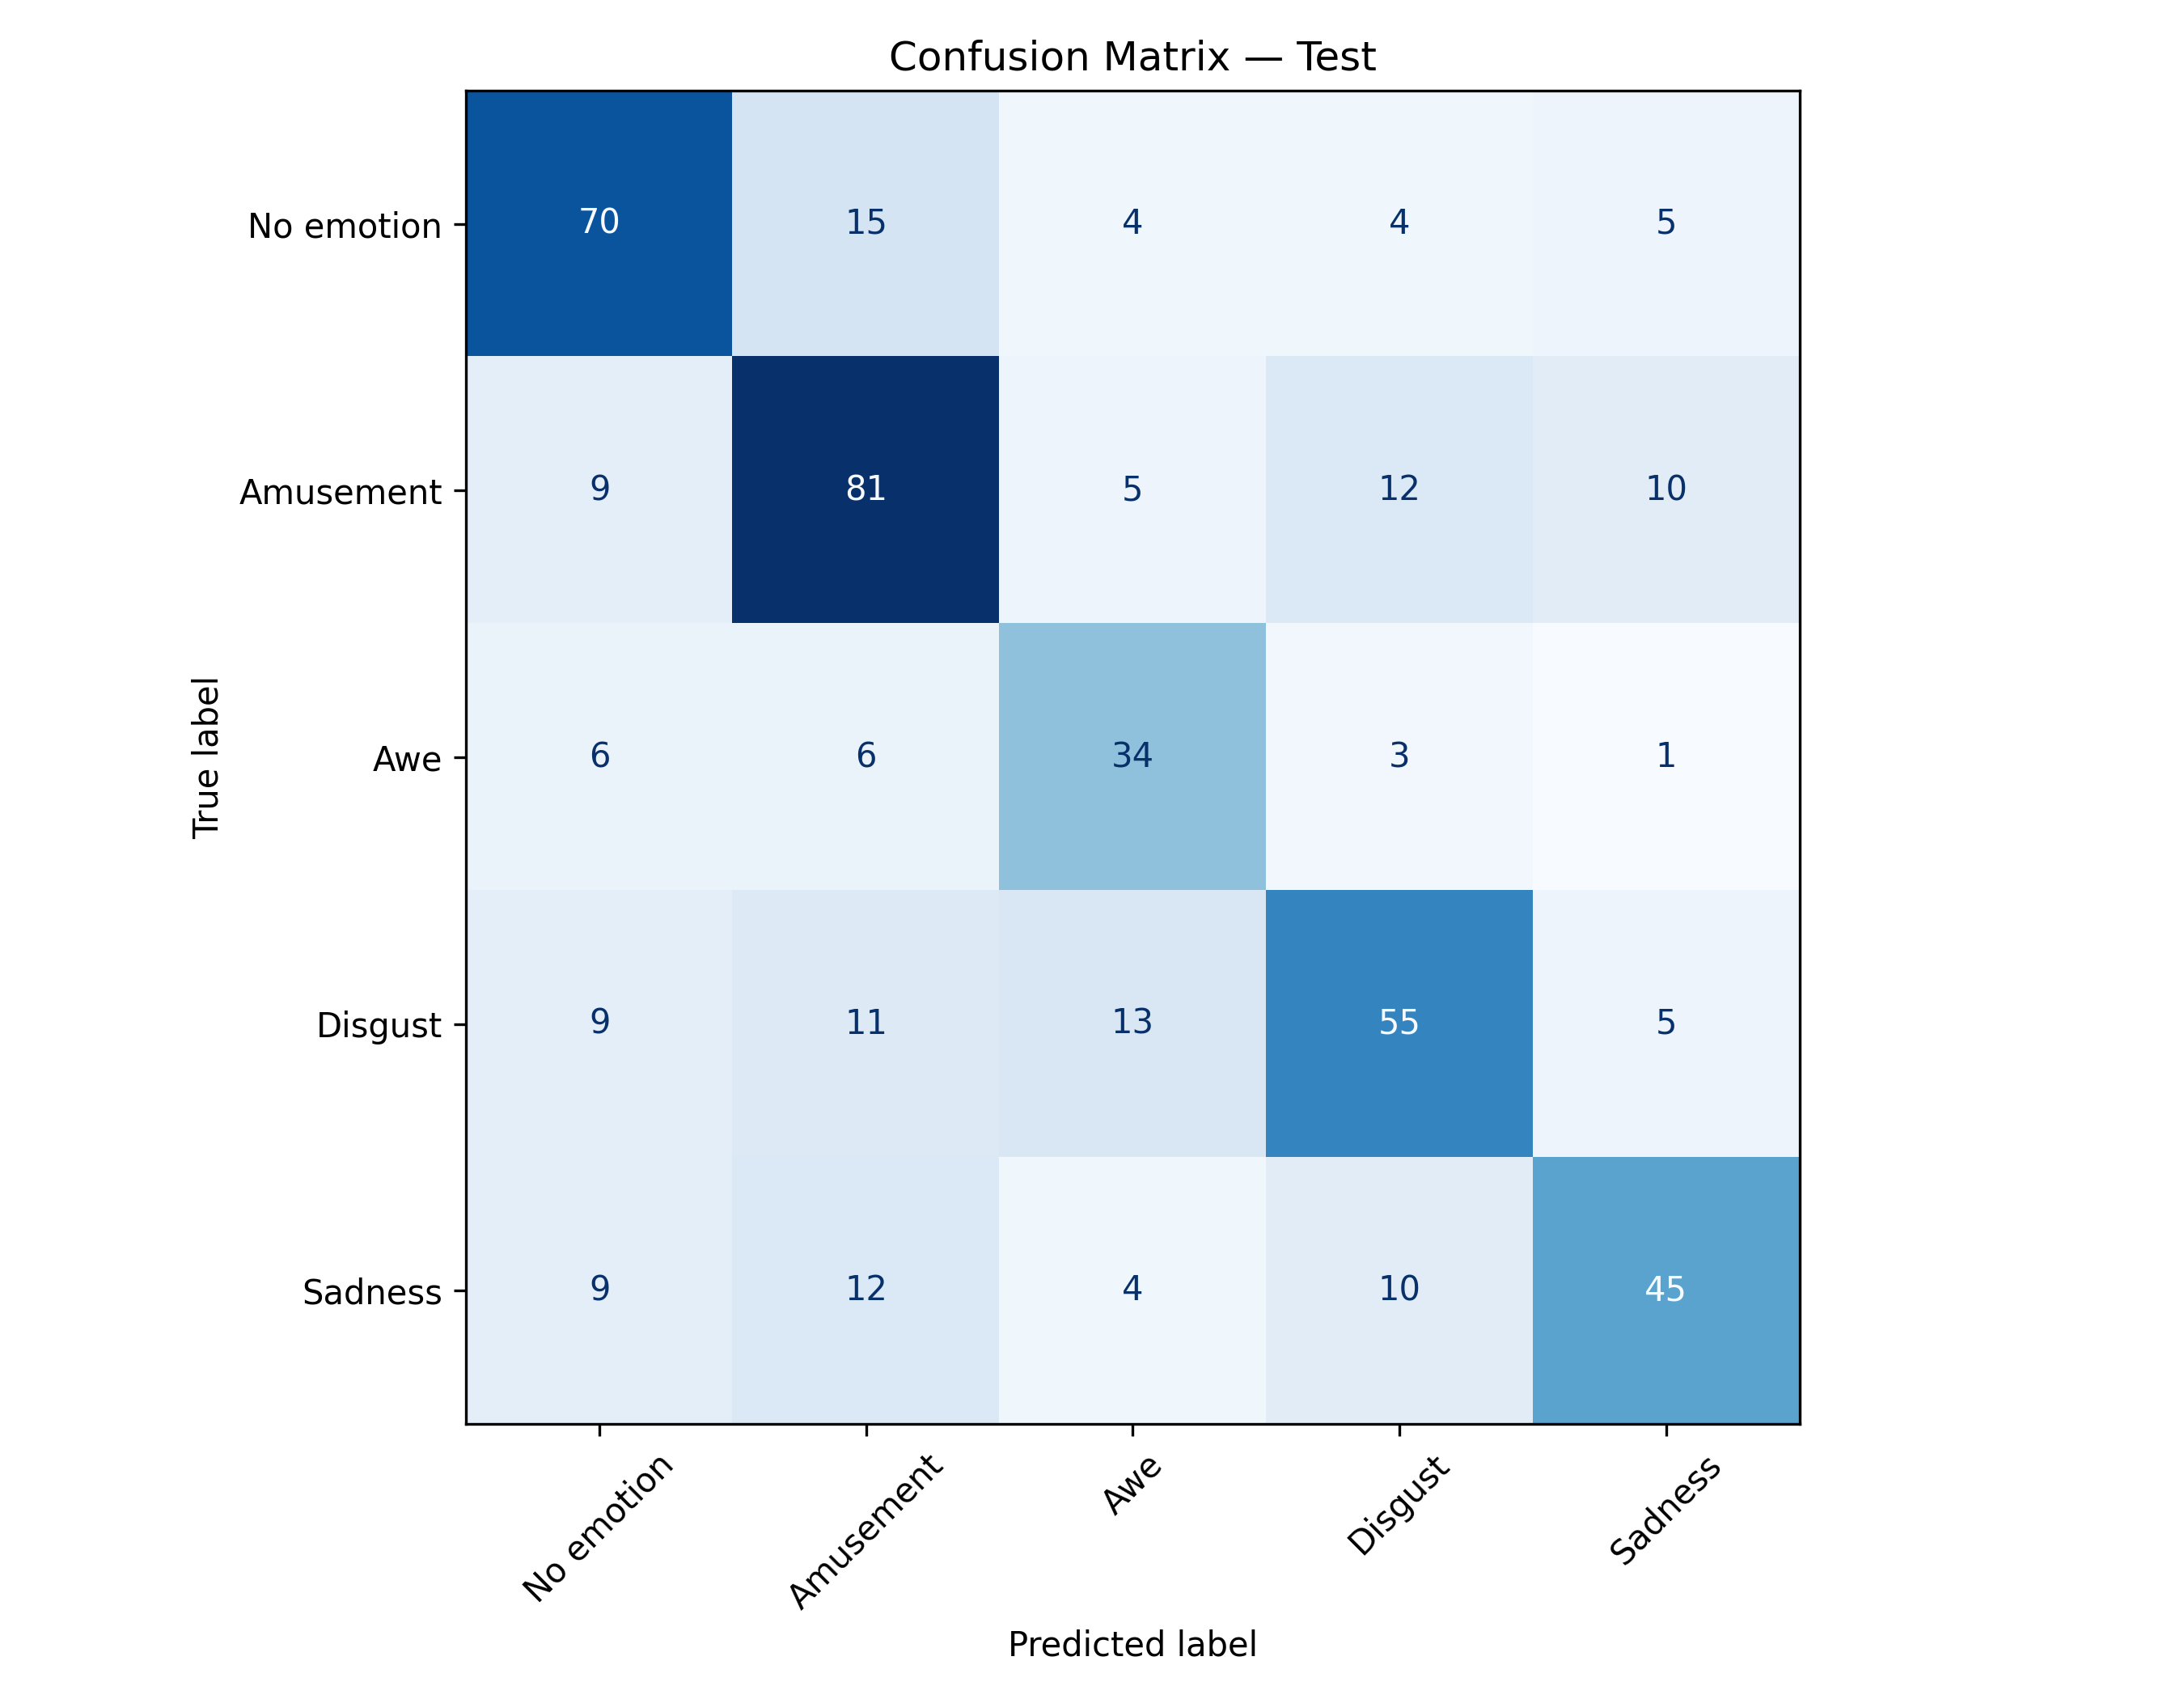 Confusion Matrix — Test
No emotion 70 15 4 4 5
Amusement 9 81 5 12 10
Awe 6 6 34 3 1
Disgust 9 11 13 55 5
Sadness 9 12 4 10 45
True label
No emotion Amusement Awe Disgust Sadness
Predicted label